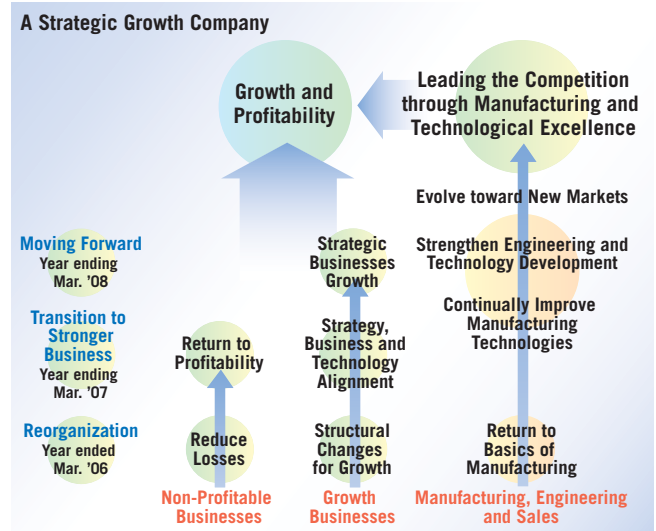 A Strategic Growth Company
Growth and
Profitability
Leading the Competition
through Manufacturing and
Technological Excellence
Evolve toward New Markets
Moving Forward
Year ending
Mar. '08
Strategic
Businesses
Growth
Strengthen Engineering and
Technology Development
Continually Improve
Manufacturing
Technologies
Transition to
Stronger
Business
Year ending
Mar. '07
Return to
Profitability
Strategy,
Business and
Technology
Alignment
Reorganization
Year ended
Mar. '06
Reduce
Losses
Structural
Changes
for Growth
Return to
Basics of
Manufacturing
Non-Profitable
Businesses
Growth
Businesses
Manufacturing, Engineering
and Sales